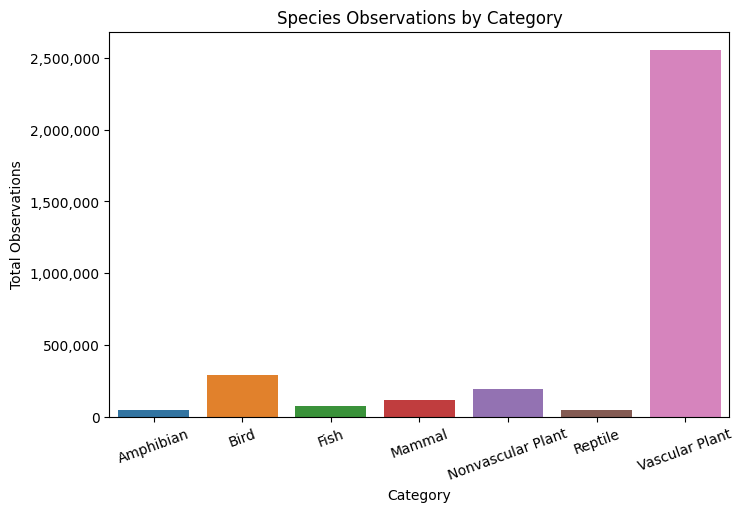 Species Observations by Category
Total Observations
2,500,000
2,000,000
1,500,000
1,000,000
500,000
0
Amphibian
Bird
Fish
Mammal
Nonvascular Plant
Reptile
Vascular Plant
Category